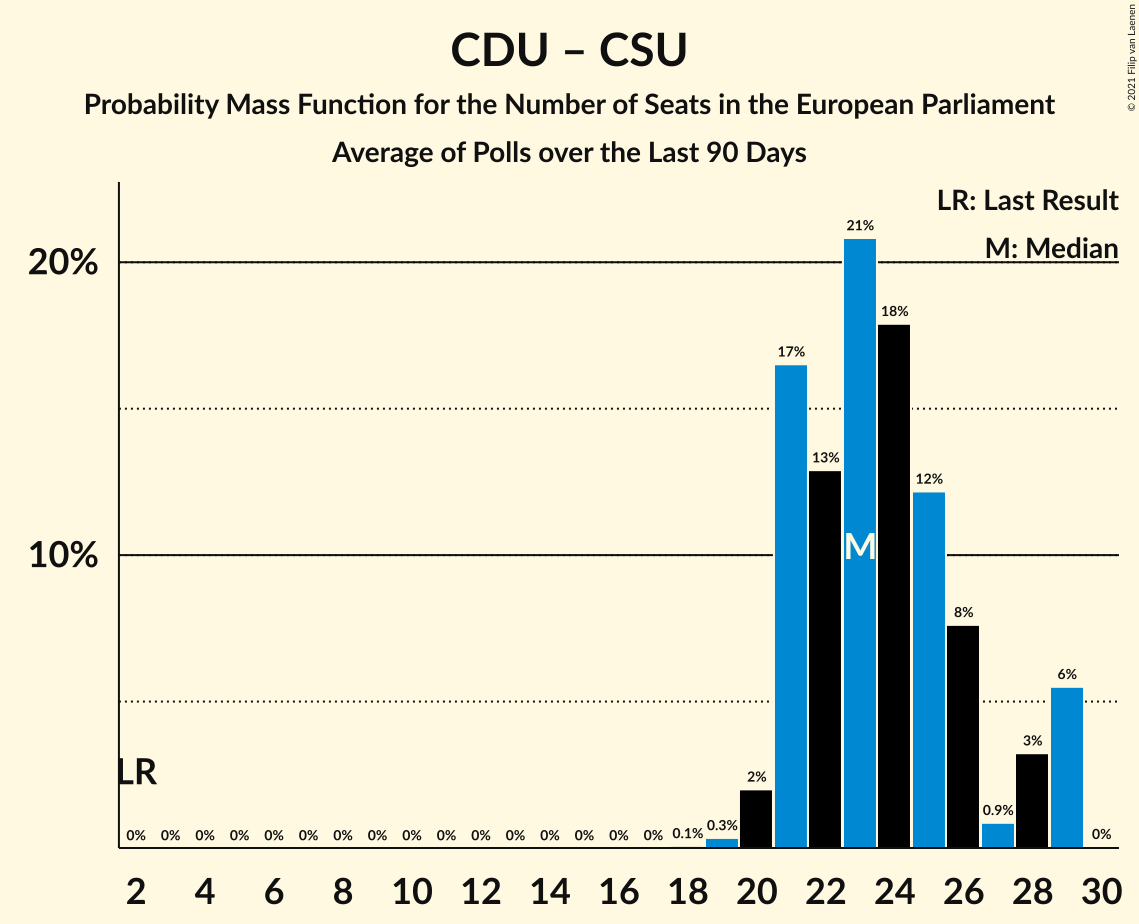 CDU – CSU
Probability Mass Function for the Number of Seats in the European Parliament
Average of Polls over the Last 90 Days
© 2021 Filip van Laenen
LR: Last Result
M: Median
20%
10%
21%
18%
17%
13%
12%
M
8%
6%
3%
2%
LR
0% 0% 0% 0% 0% 0% 0% 0% 0% 0% 0% 0% 0% 0% 0% 0% 0.1% 0.3% 0.9% 0%
2 4 6 8 10 12 14 16 18 20 22 24 26 28 30